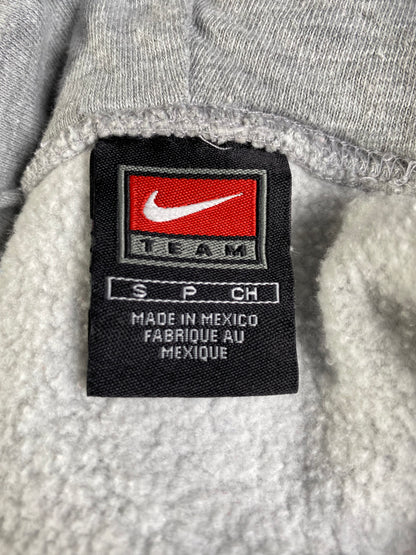 TEAM
S P CH
MADE IN MEXICO
FABRIQUE AU
MEXIQUE